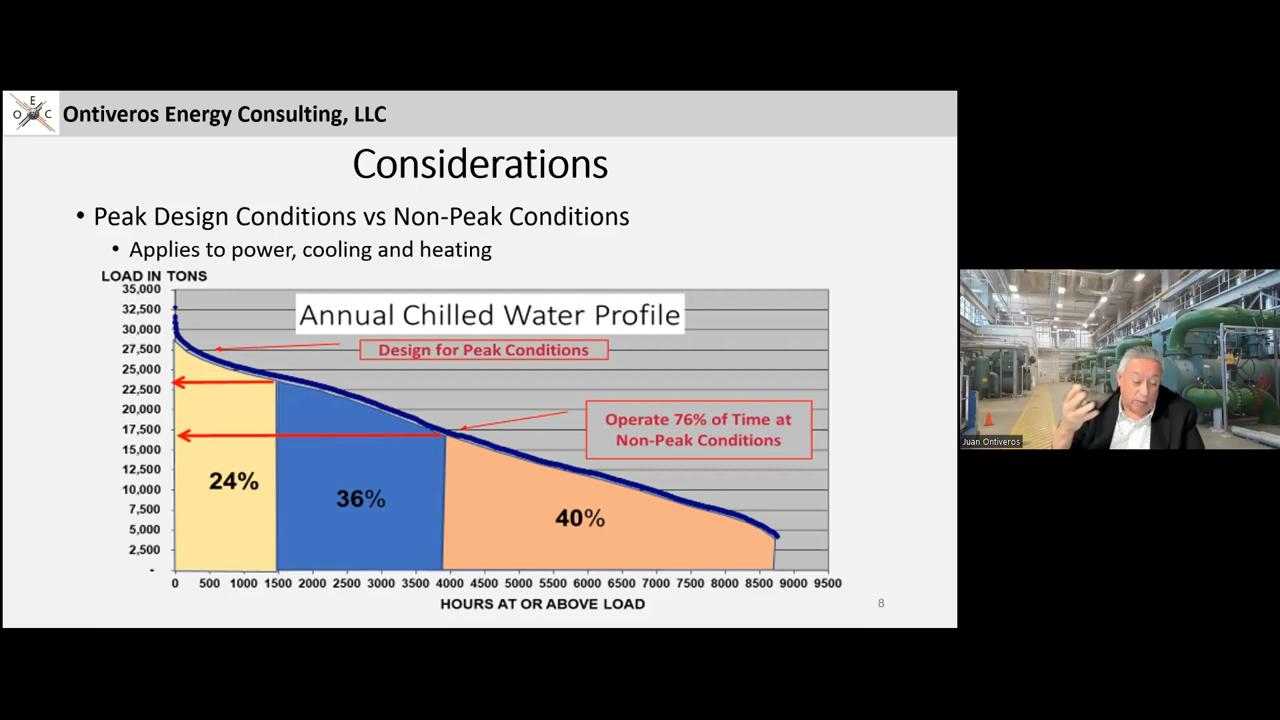 E
O C
Ontiveros Energy Consulting, LLC
Considerations
• Peak Design Conditions vs Non-Peak Conditions
• Applies to power, cooling and heating
LOAD IN TONS
35,000
32,500
30,000
27,500
25,000
22,500
20,000
17,500
15,000
12,500
10,000
7,500
5,000
2,500
-
Annual Chilled Water Profile
Design for Peak Conditions
Operate 76% of Time at
Non-Peak Conditions
24%
36%
40%
0 500 1000 1500 2000 2500 3000 3500 4000 4500 5000 5500 6000 6500 7000 7500 8000 8500 9000 9500
HOURS AT OR ABOVE LOAD
8
Juan Ontiveros